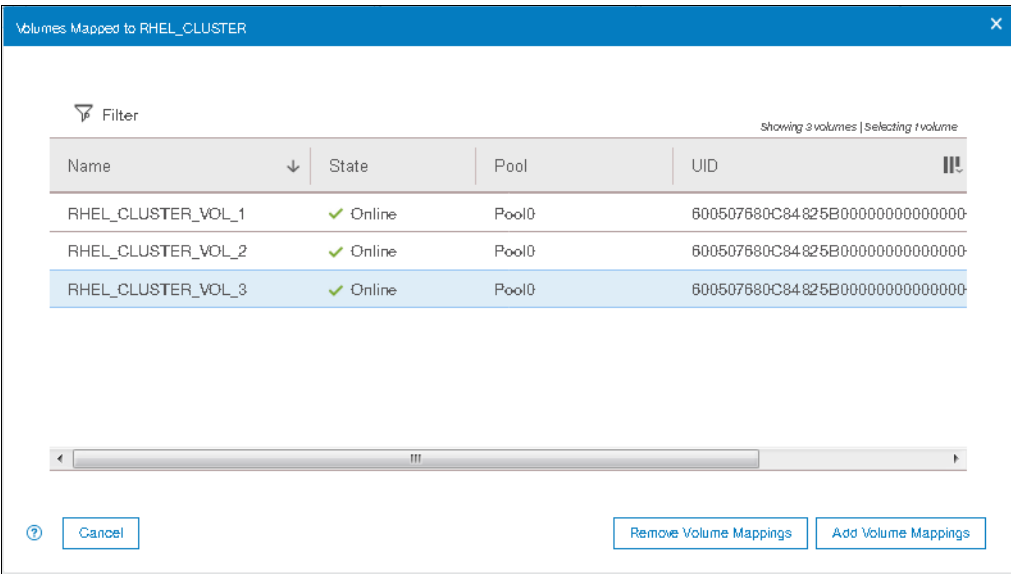 Volumes Mapped to RHEL_CLUSTER
Filter
Showing 3 volumes | Selecting 1 volume
Name State Pool UID
RHEL_CLUSTER_VOL_1 Online Pool0 600507680C84825B00000000000000
RHEL_CLUSTER_VOL_2 Online Pool0 600507680C84825B00000000000000
RHEL_CLUSTER_VOL_3 Online Pool0 600507680C84825B00000000000000
? Cancel Remove Volume Mappings Add Volume Mappings